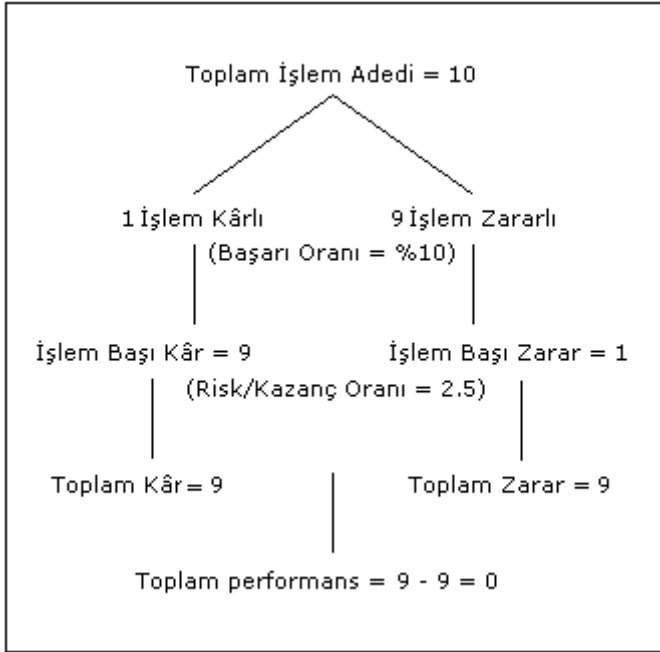 Toplam İşlem Adedi = 10
1 İşlem Kârlı 9 İşlem Zararlı
(Başarı Oranı = %10)
İşlem Başı Kâr = 9 İşlem Başı Zarar = 1
(Risk/Kazanç Oranı = 2.5)
Toplam Kâr = 9 Toplam Zarar = 9
Toplam performans = 9 - 9 = 0